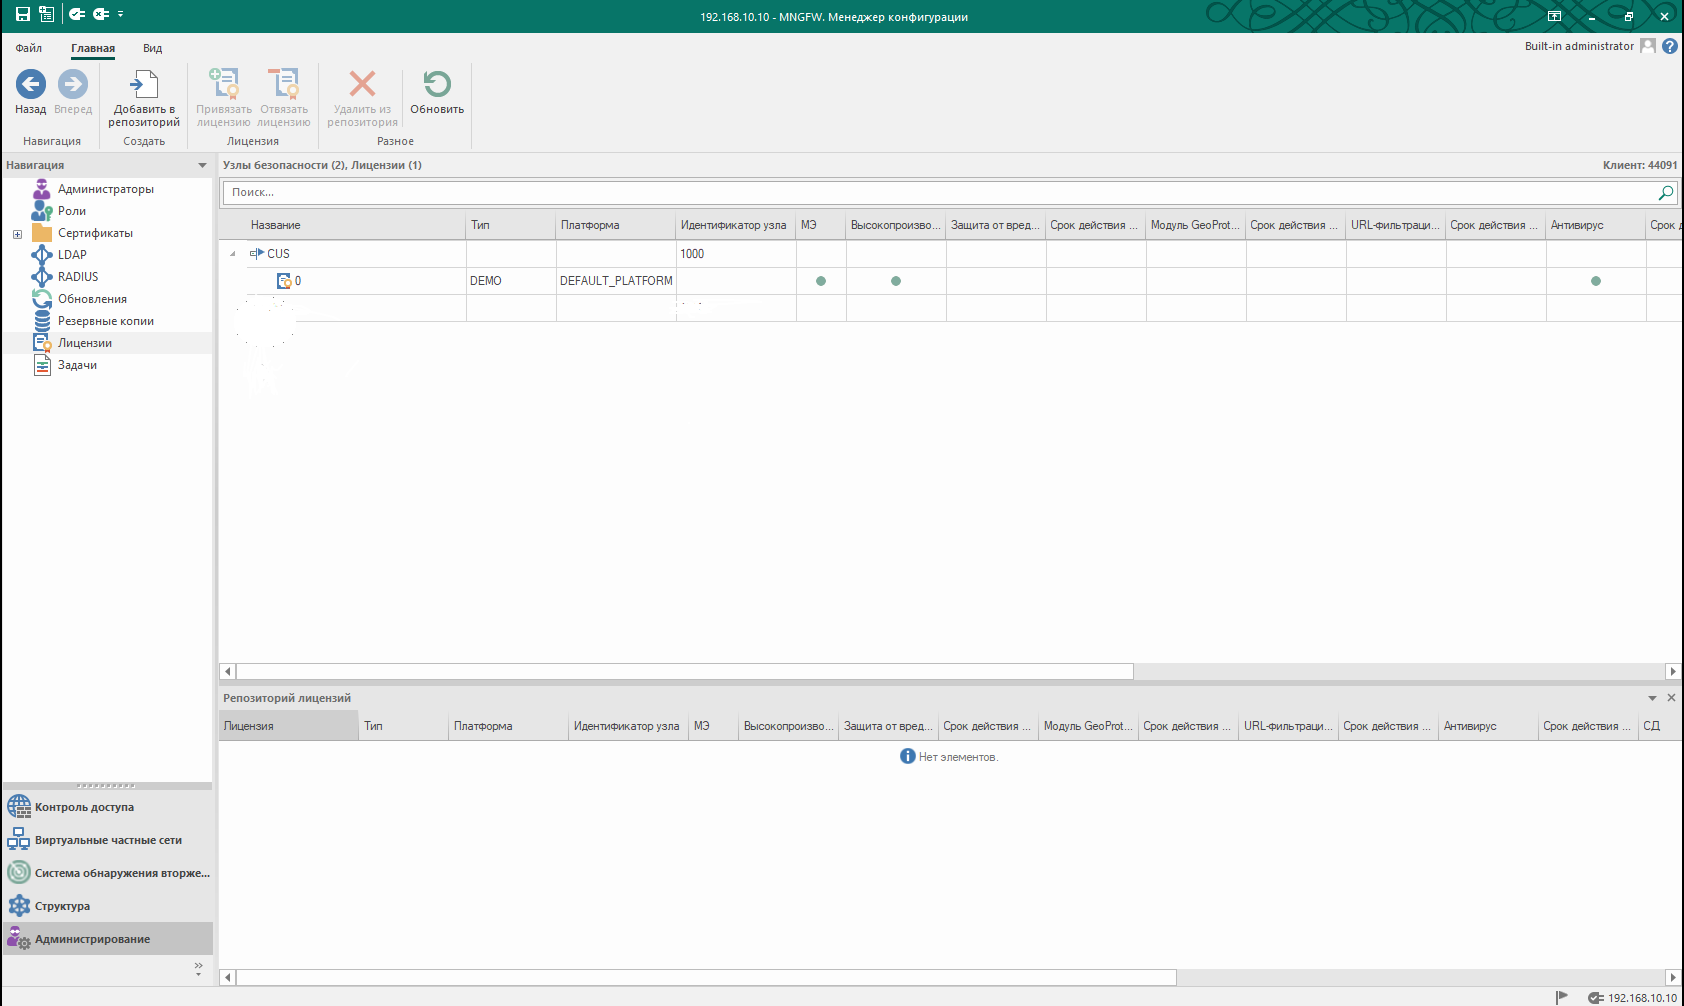 192.168.10.10 - MNGFW. Менеджер конфигурации
Файл
Главная
Вид
Built-in administrator
Назад
Вперед
Навигация
Добавить в
репозиторий
Создать
Привязать
лицензию
Отвязать
лицензию
Лицензия
Удалить из
репозитория
Обновить
Разное
Навигация
Администраторы
Роли
Сертификаты
LDAP
RADIUS
Обновления
Резервные копии
Лицензии
Задачи
Контроль доступа
Виртуальные частные сети
Система обнаружения вторже...
Структура
Администрирование
Узлы безопасности (2), Лицензии (1)
Клиент: 44091
Поиск...
Название Тип Платформа Идентификатор узла МЭ Высокопроизво... Защита от вред... Срок действия ... Модуль GeoProt... Срок действия ... URL-фильтраци... Срок действия ... Антивирус Срок д
CUS 1000
0 DEMO DEFAULT_PLATFORM
Репозиторий лицензий
Лицензия Тип Платформа Идентификатор узла МЭ Высокопроизво... Защита от вред... Срок действия ... Модуль GeoProt... Срок действия ... URL-фильтраци... Срок действия ... Антивирус Срок действия ... СД
Нет элементов.
192.168.10.10